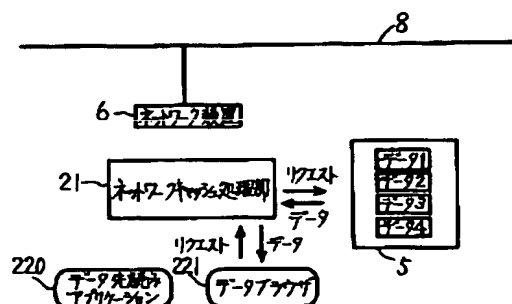 8
6
ネットワーク装置
21
ネットワークキャッシュ処理部
リクエスト
データ
データ1
データ2
データ3
データ4
5
リクエスト
データ
220
データ先読み
アプリケーション
221
データブラウザ